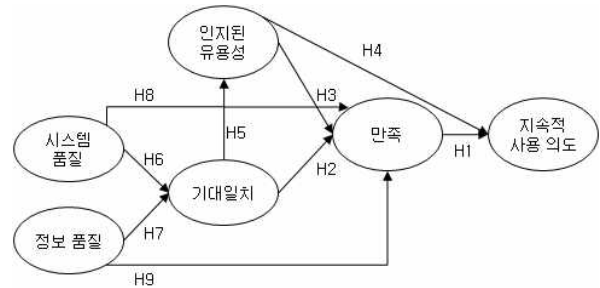 인지된
유용성
H4
H8
H3
시스템
품질
H5
만족
H1
지속적
사용 의도
H6
기대일치
H2
H7
정보 품질
H9